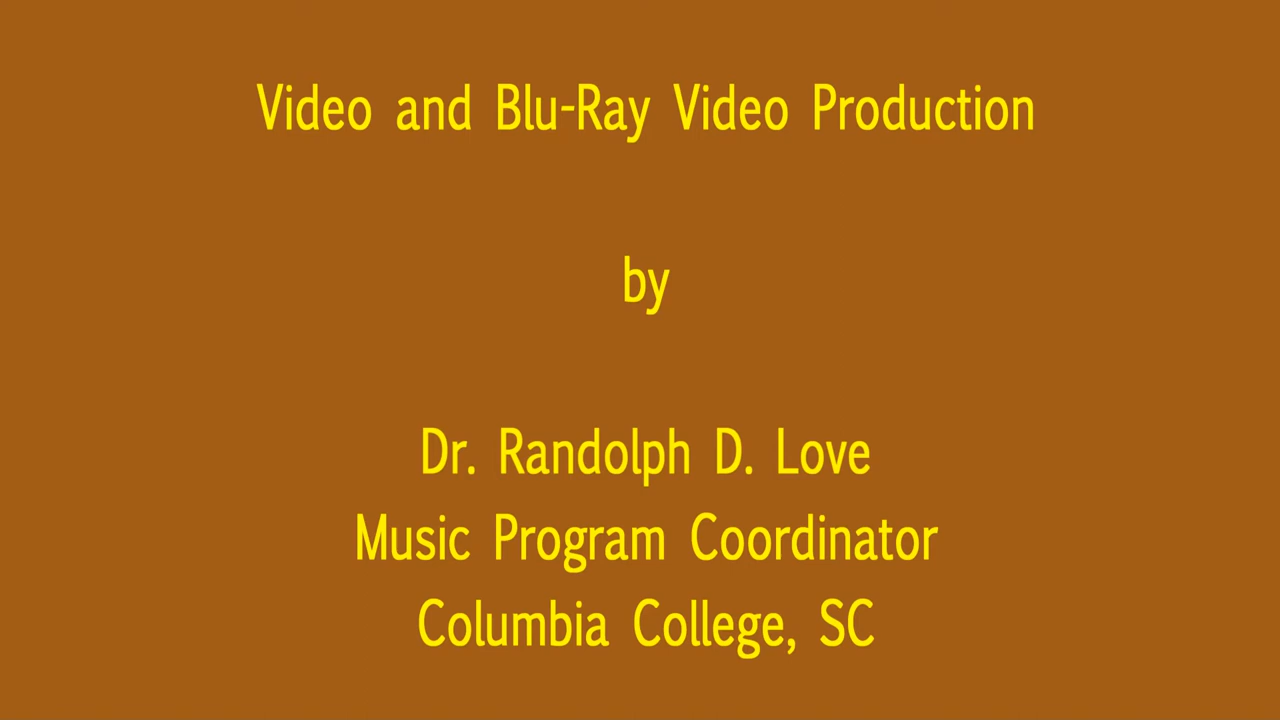 Video and Blu-Ray Video Production
by
Dr. Randolph D. Love
Music Program Coordinator
Columbia College, SC